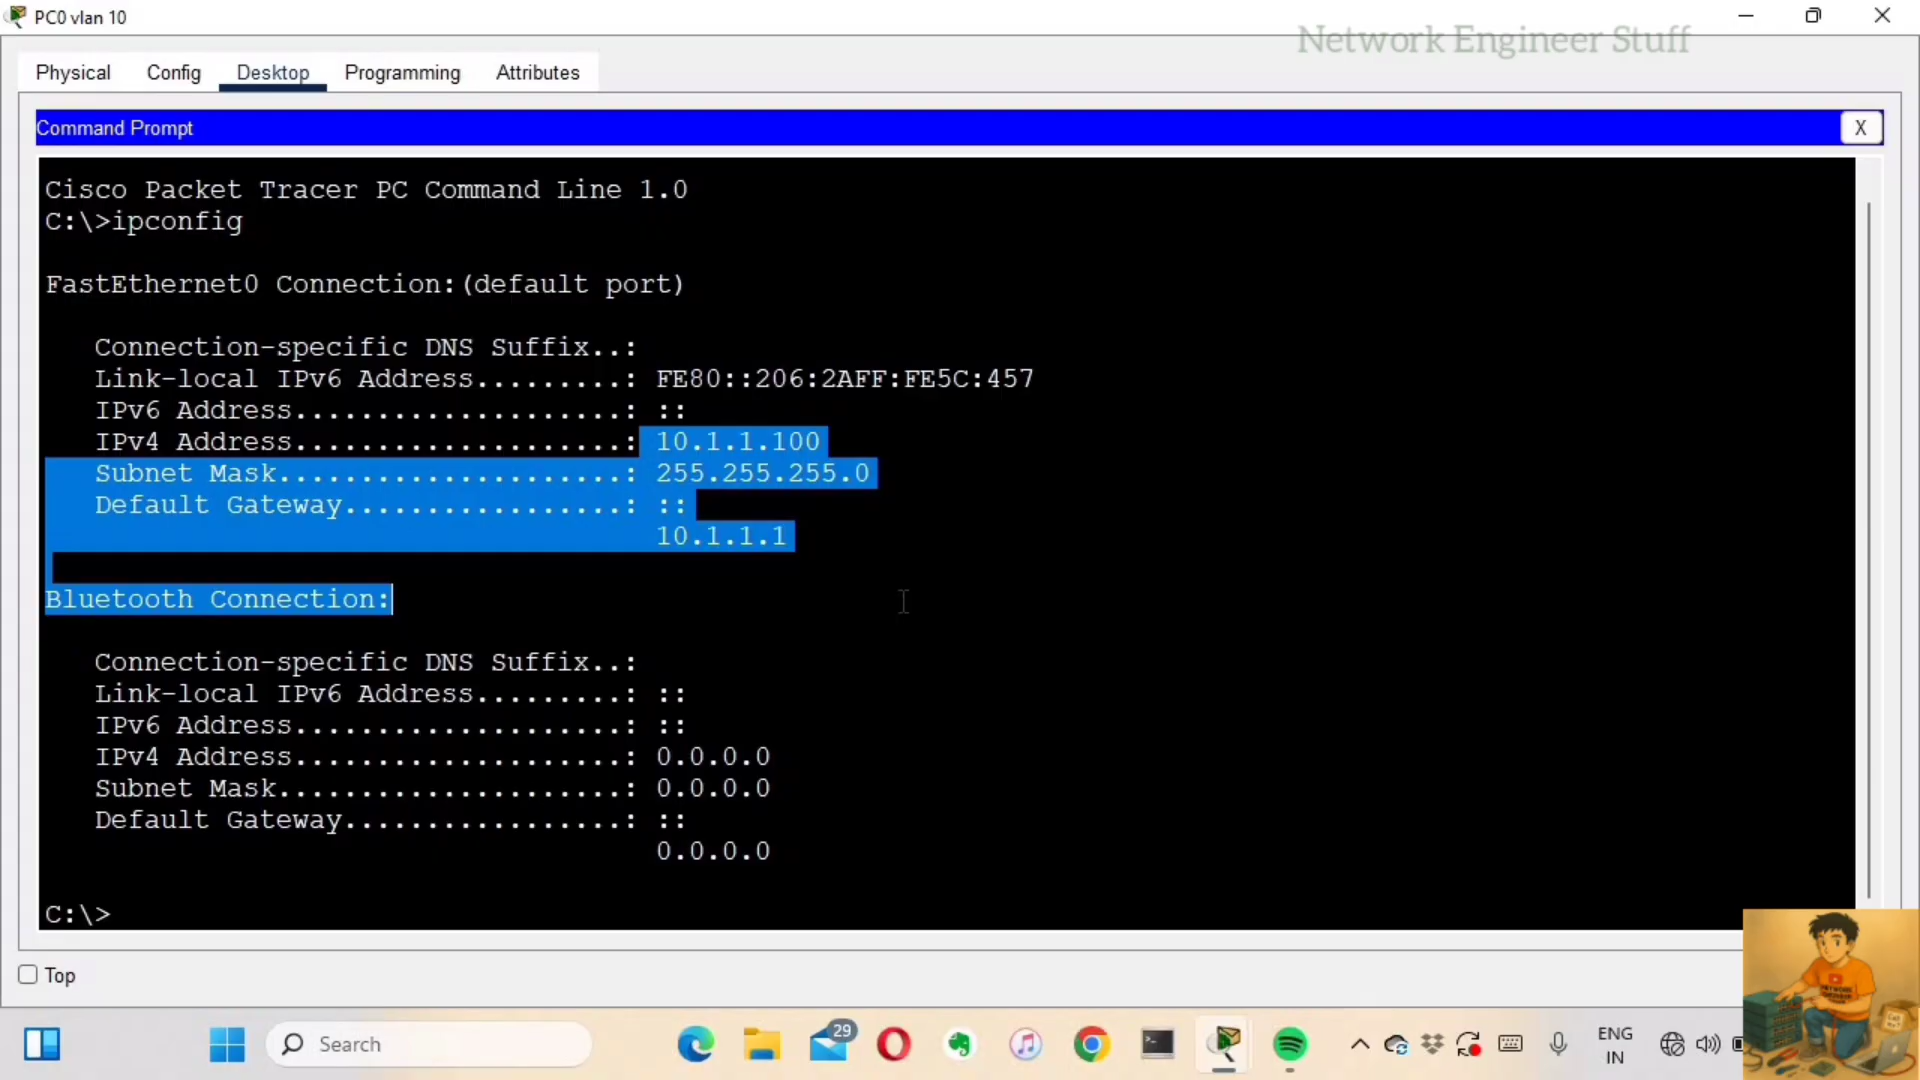 PC0 vlan 10
Network Engineer Stuff
Physical Config Desktop Programming Attributes
Command Prompt
X
Cisco Packet Tracer PC Command Line 1.0
C:\>ipconfig
FastEthernet0 Connection:(default port)
Connection-specific DNS Suffix..:
Link-local IPv6 Address.........: FE80::206:2AFF:FE5C:457
IPv6 Address....................: ::
IPv4 Address....................: 10.1.1.100
Subnet Mask.....................: 255.255.255.0
Default Gateway.................: ::
10.1.1.1
Bluetooth Connection:
Connection-specific DNS Suffix..:
Link-local IPv6 Address.........: ::
IPv6 Address....................: ::
IPv4 Address....................: 0.0.0.0
Subnet Mask.....................: 0.0.0.0
Default Gateway.................: ::
0.0.0.0
C:\>
Top
Search
29
ENG
IN